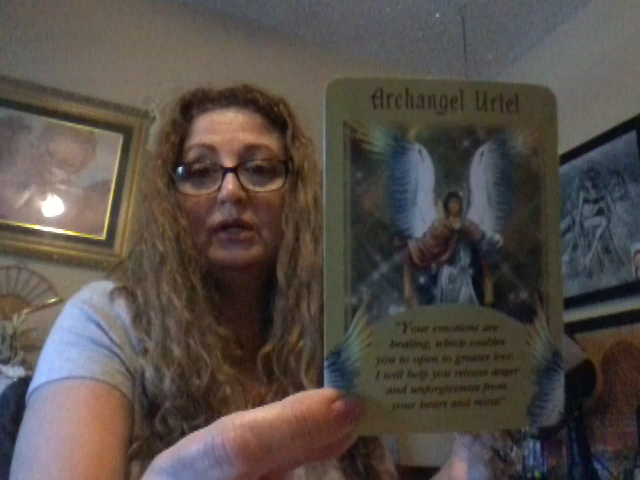 Archangel Uriel
"Your emotions are
healing, which enables
you to open to greater love.
I will help you release anger
and unforgiveness from
your heart and mind"